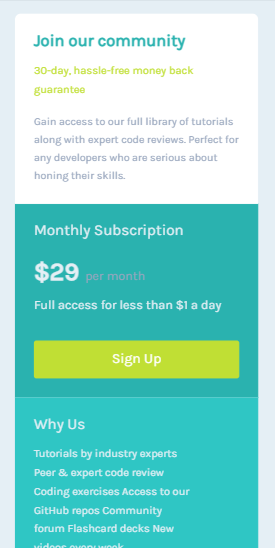 Join our community
30-day, hassle-free money back
guarantee
Gain access to our full library of tutorials
along with expert code reviews. Perfect for
any developers who are serious about
honing their skills.
Monthly Subscription
$29 per month
Full access for less than $1 a day
Sign Up
Why Us
Tutorials by industry experts
Peer & expert code review
Coding exercises Access to our
GitHub repos Community
forum Flashcard decks New
videos every week